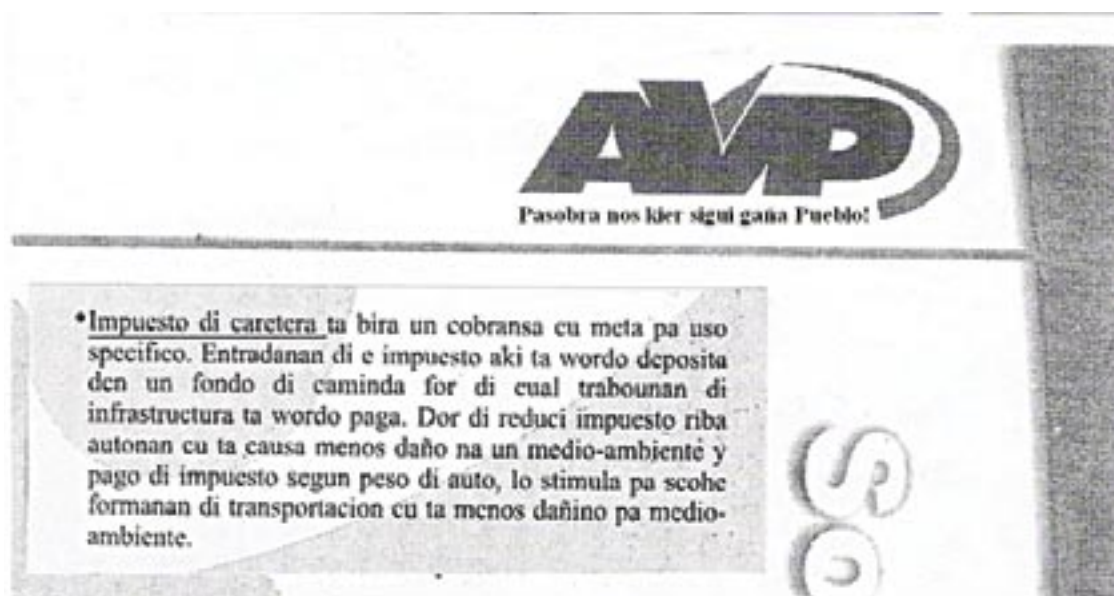 AVP
Pasobra nos kier sigui gaña Pueblo!
•Impuesto di caretera ta bira un cobransa cu meta pa uso
specifico. Entradanan di e impuesto aki ta wordo deposita
den un fondo di caminda for di cual trabounan di
infrastructura ta wordo paga. Dor di reduci impuesto riba
autonan cu ta causa menos daño na un medio-ambiente y
pago di impuesto segun peso di auto, lo stimula pa scohe
formanan di transportacion cu ta menos dañino pa medio-
ambiente.
So